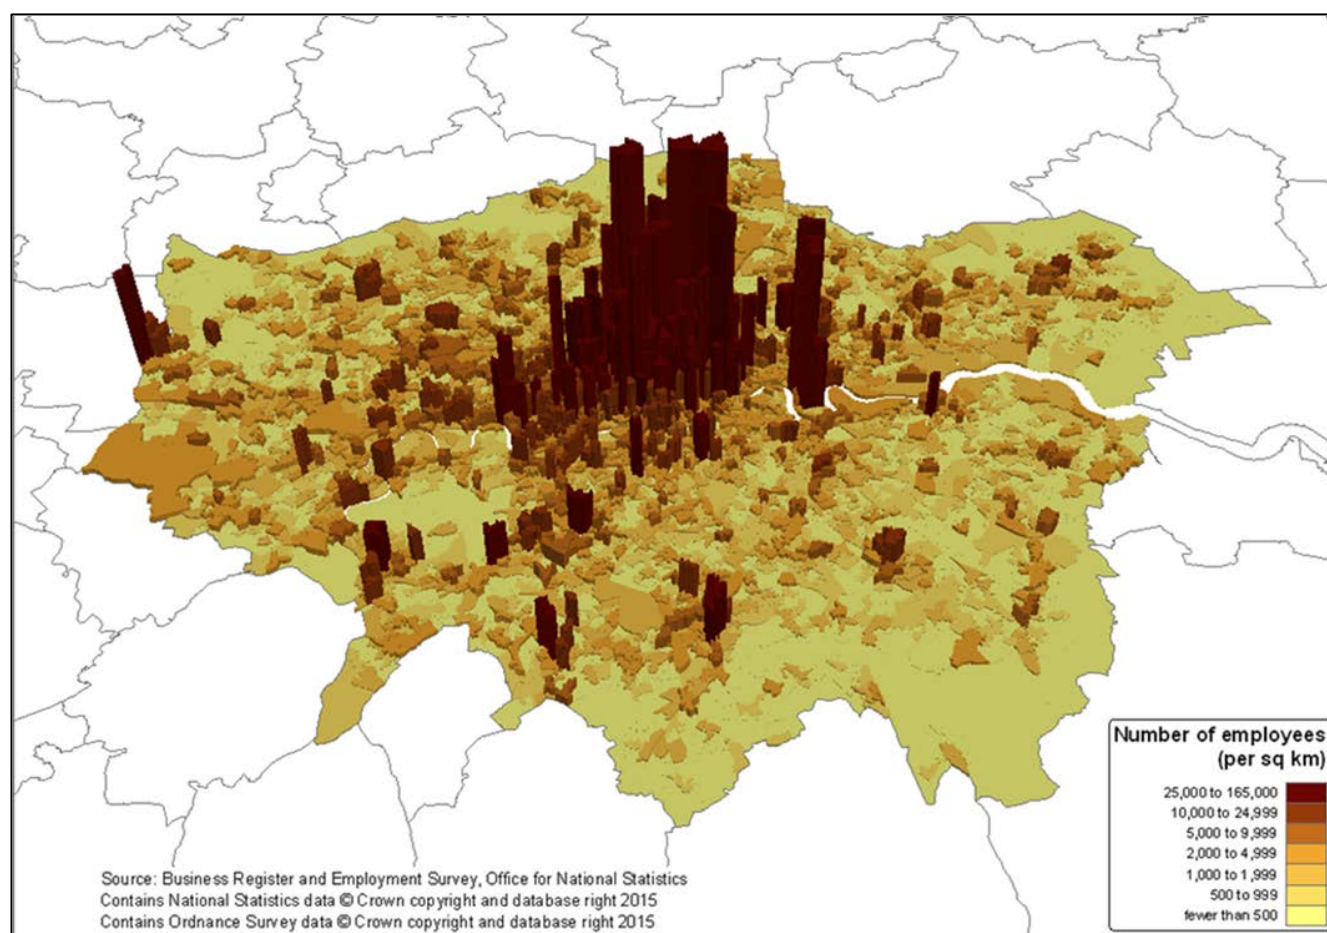 Number of employees
(per sq km)
25,000 to 165,000
10,000 to 24,999
5,000 to 9,999
2,000 to 4,999
1,000 to 1,999
500 to 999
fewer than 500
Source: Business Register and Employment Survey, Office for National Statistics
Contains National Statistics data © Crown copyright and database right 2015
Contains Ordnance Survey data © Crown copyright and database right 2015